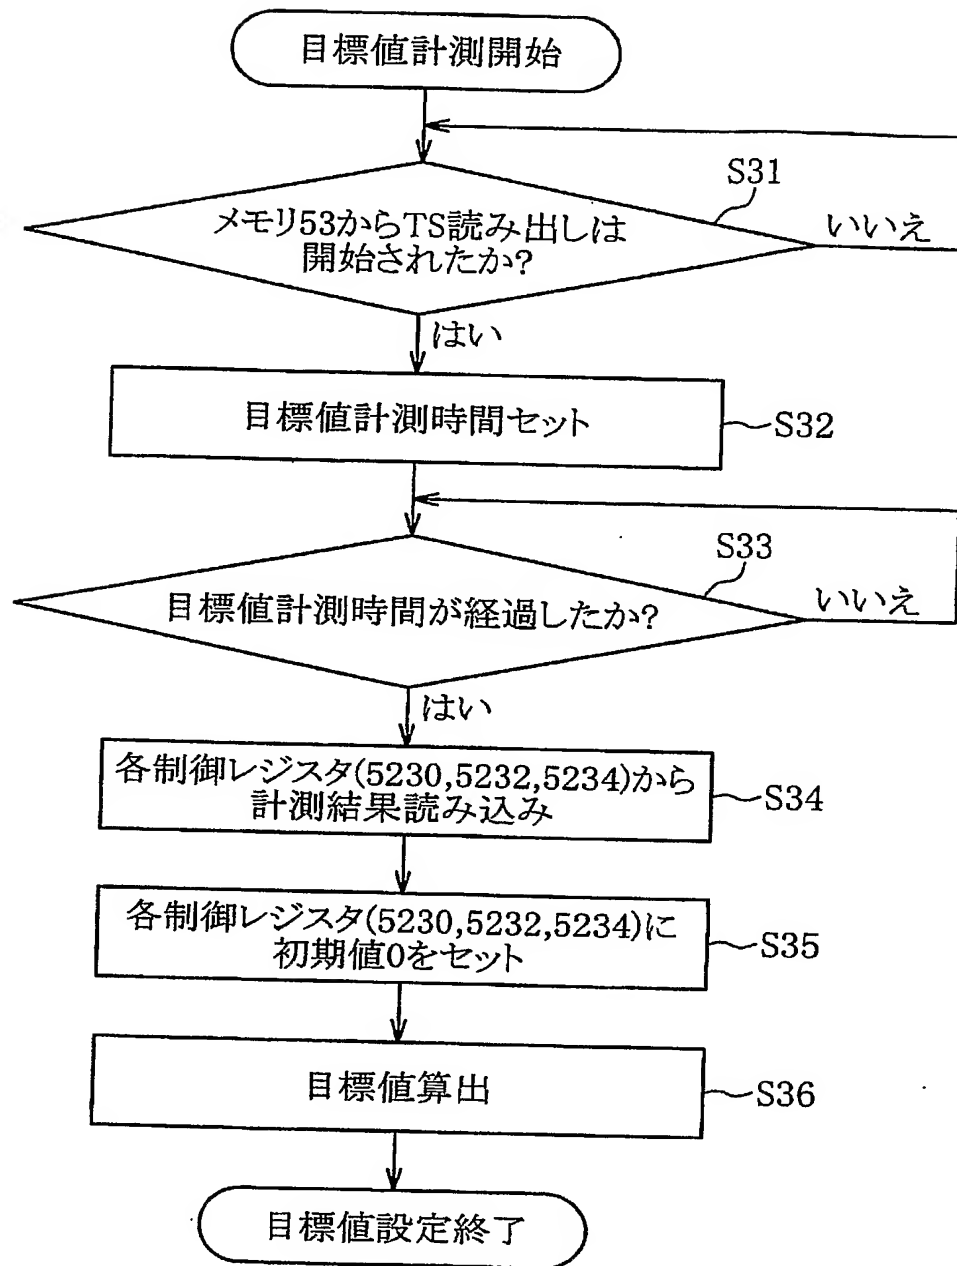 目標値計測開始
S31
メモリ53からTS読み出しは
開始されたか?
いいえ
はい
目標値計測時間セット
S32
S33
目標値計測時間が経過したか?
いいえ
はい
各制御レジスタ(5230,5232,5234)から
計測結果読み込み
S34
各制御レジスタ(5230,5232,5234)に
初期値0をセット
S35
目標値算出
S36
目標値設定終了